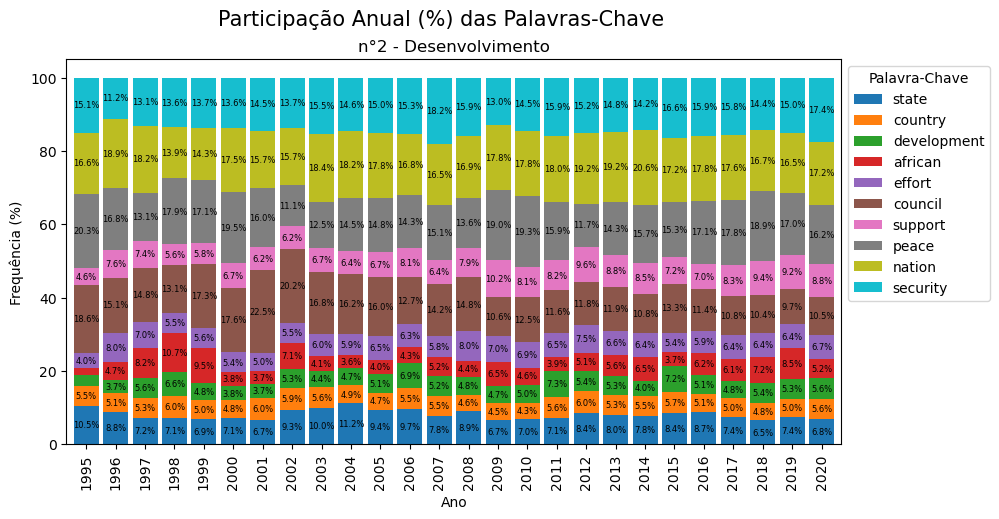 Participação Anual (%) das Palavras-Chave
n°2 - Desenvolvimento
Frequência (%)
100
80
60
40
20
0
15.1% 11.2% 13.1% 13.6% 13.7% 13.6% 14.5% 13.7% 15.5% 14.6% 15.0% 15.3% 18.2% 15.9% 13.0% 14.5% 15.9% 15.2% 14.8% 14.2% 16.6% 15.9% 15.8% 14.4% 15.0% 17.4%
16.6% 18.9% 18.2% 13.9% 14.3% 17.5% 15.7% 15.7% 18.4% 18.2% 17.8% 16.8% 16.5% 16.9% 17.8% 17.8% 18.0% 19.2% 19.2% 20.6% 17.2% 17.8% 17.6% 16.7% 16.5% 17.2%
20.3% 16.8% 13.1% 17.9% 17.1% 19.5% 16.0% 11.1% 12.5% 14.5% 14.8% 14.3% 15.1% 13.6% 19.0% 19.3% 15.9% 11.7% 14.3% 15.7% 15.3% 17.1% 17.8% 18.9% 17.0% 16.2%
4.6% 7.6% 7.4% 5.6% 5.8% 6.7% 6.2% 6.2% 6.7% 6.4% 6.7% 8.1% 6.4% 7.9% 10.2% 8.1% 8.2% 9.6% 8.8% 8.5% 7.2% 7.0% 8.3% 9.4% 9.2% 8.8%
18.6% 15.1% 14.8% 13.1% 17.3% 17.6% 22.5% 20.2% 16.8% 16.2% 16.0% 12.7% 14.2% 14.8% 10.6% 12.5% 11.6% 11.8% 11.9% 10.8% 13.3% 11.4% 10.8% 10.4% 9.7% 10.5%
4.0% 8.0% 7.0% 5.5% 5.6% 5.4% 5.0% 5.5% 6.0% 5.9% 6.5% 6.3% 5.8% 8.0% 7.0% 6.9% 6.5% 7.5% 6.6% 6.4% 5.4% 5.9% 6.4% 6.4% 6.4% 6.7%
4.7% 8.2% 10.7% 9.5% 3.8% 3.7% 7.1% 4.1% 3.6% 4.0% 4.3% 5.2% 4.4% 6.5% 4.6% 3.9% 5.1% 5.6% 6.5% 3.7% 6.2% 6.1% 7.2% 8.5% 5.2%
3.7% 5.6% 6.6% 4.8% 3.8% 3.7% 5.3% 4.4% 4.7% 5.1% 6.9% 5.2% 4.8% 4.7% 5.0% 7.3% 5.4% 5.3% 4.0% 7.2% 5.1% 4.8% 5.4% 5.3% 5.6%
5.5% 5.1% 5.3% 6.0% 5.0% 4.8% 6.0% 5.9% 5.6% 4.9% 4.7% 5.5% 5.5% 4.6% 4.5% 4.3% 5.6% 6.0% 5.3% 5.5% 5.7% 5.1% 5.0% 4.8% 5.0% 5.6%
10.5% 8.8% 7.2% 7.1% 6.9% 7.1% 6.7% 9.3% 10.0% 11.2% 9.4% 9.7% 7.8% 8.9% 6.7% 7.0% 7.1% 8.4% 8.0% 7.8% 8.4% 8.7% 7.4% 6.5% 7.4% 6.8%
1995 1996 1997 1998 1999 2000 2001 2002 2003 2004 2005 2006 2007 2008 2009 2010 2011 2012 2013 2014 2015 2016 2017 2018 2019 2020
Ano
Palavra-Chave
state
country
development
african
effort
council
support
peace
nation
security